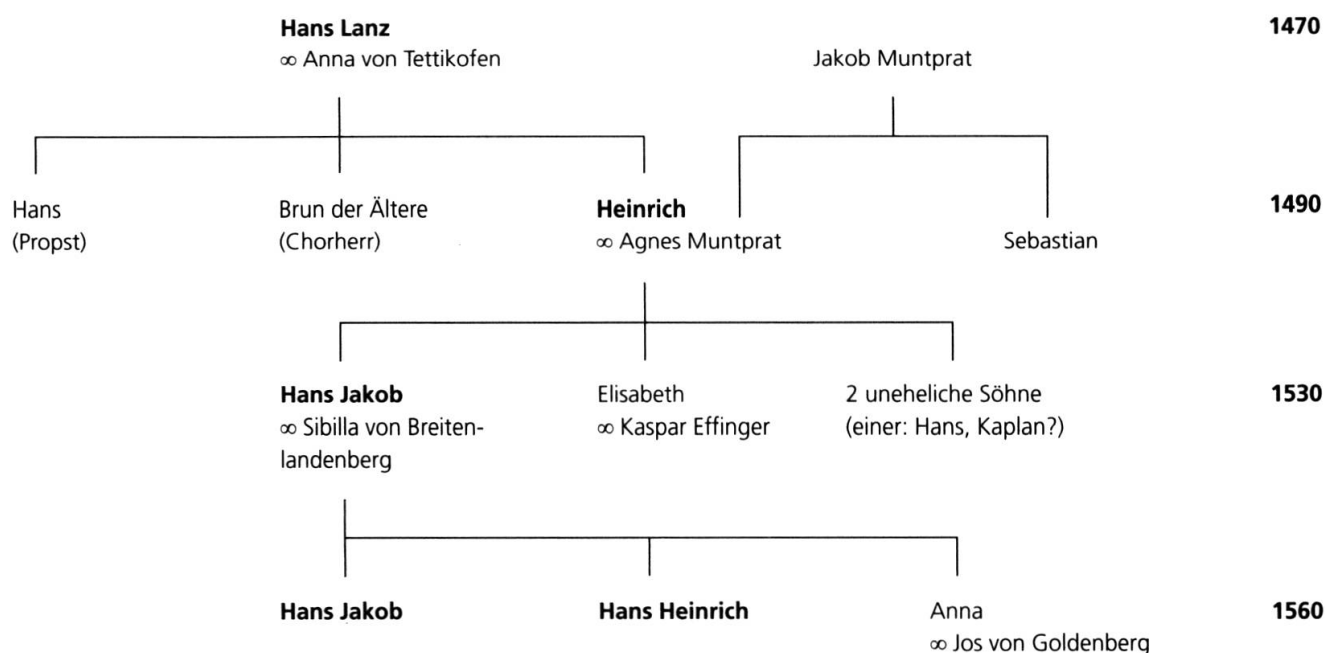 Hans Lanz
∞ Anna von Tettikofen
Jakob Muntprat
1470
Hans
(Propst)
Brun der Ältere
(Chorherr)
Heinrich
∞ Agnes Muntprat
Sebastian
1490
Hans Jakob
∞ Sibilla von Breiten-
landenberg
Elisabeth
∞ Kaspar Effinger
2 uneheliche Söhne
(einer: Hans, Kaplan?)
1530
Hans Jakob
Hans Heinrich
Anna
∞ Jos von Goldenberg
1560